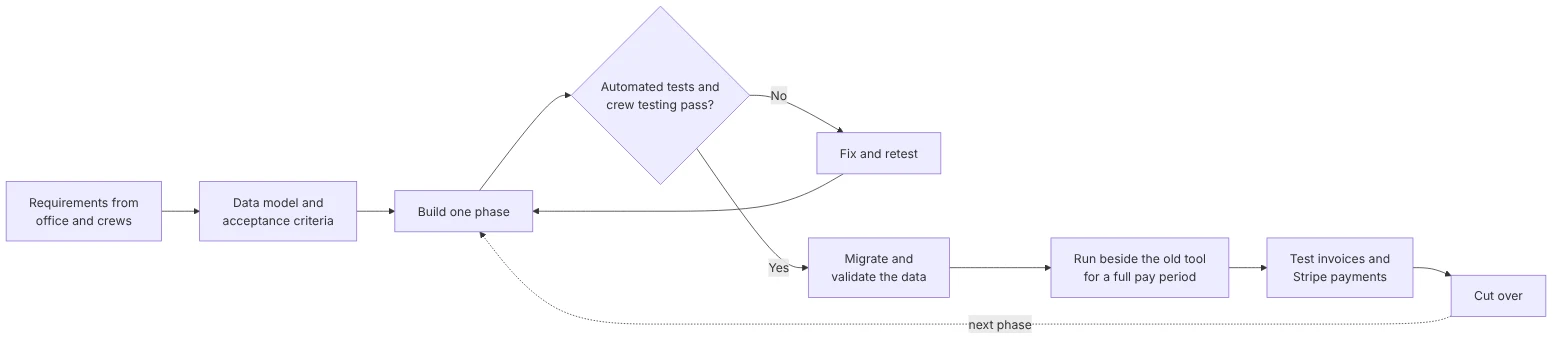 Requirements from
office and crews
Data model and
acceptance criteria
Build one phase
Automated tests and
crew testing pass?
No
Fix and retest
Yes
Migrate and
validate the data
Run beside the old tool
for a full pay period
Test invoices and
Stripe payments
Cut over
next phase